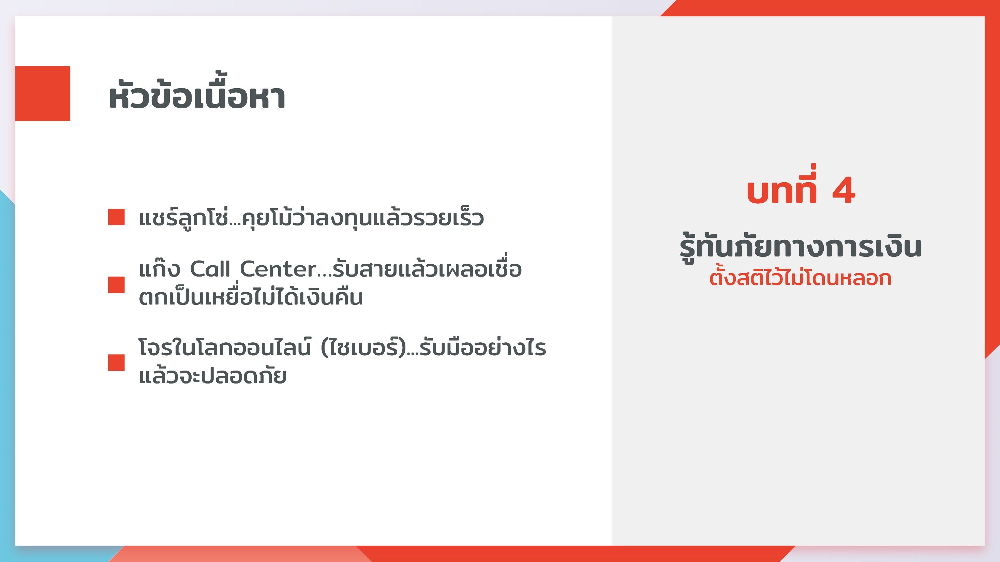 หัวข้อเนื้อหา
แชร์ลูกโซ่...คุยโม้ว่าลงทุนแล้วรวยเร็ว
แก๊ง Call Center...รับสายแล้วเผลอเชื่อ
ตกเป็นเหยื่อไม่ได้เงินคืน
โจรในโลกออนไลน์ (ไซเบอร์)...รับมืออย่างไร
แล้วจะปลอดภัย
บทที่ 4
รู้ทันภัยทางการเงิน
ตั้งสติไว้ไม่โดนหลอก